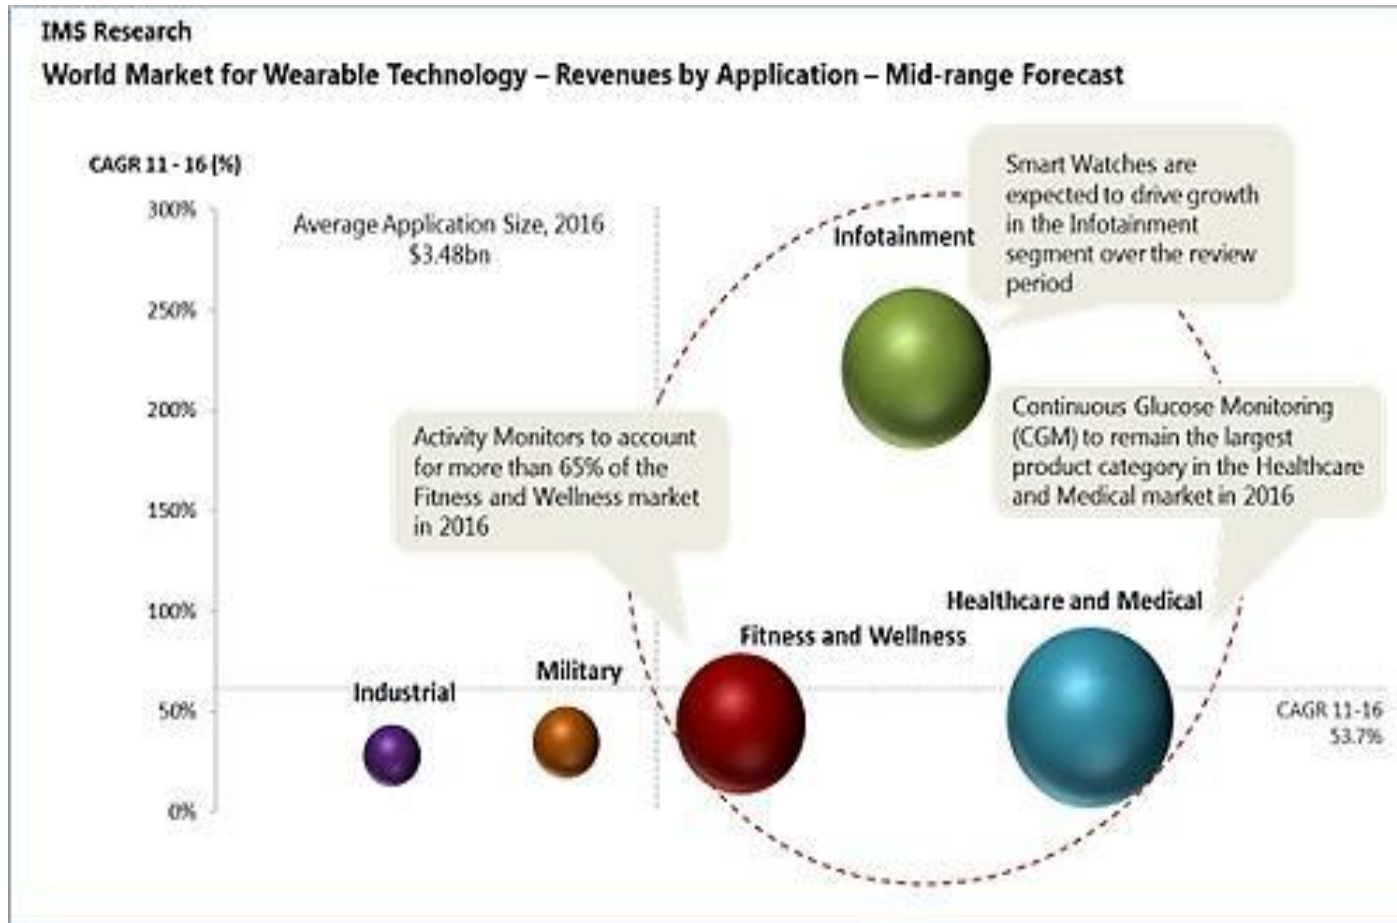 IMS Research
World Market for Wearable Technology – Revenues by Application – Mid-range Forecast
CAGR 11 - 16 (%)
300%
250%
200%
150%
100%
50%
0%
Average Application Size, 2016
$3.48bn
Infotainment
Smart Watches are
expected to drive growth
in the Infotainment
segment over the review
period
Activity Monitors to account
for more than 65% of the
Fitness and Wellness market
in 2016
Continuous Glucose Monitoring
(CGM) to remain the largest
product category in the Healthcare
and Medical market in 2016
Healthcare and Medical
Fitness and Wellness
Military
Industrial
CAGR 11-16
53.7%